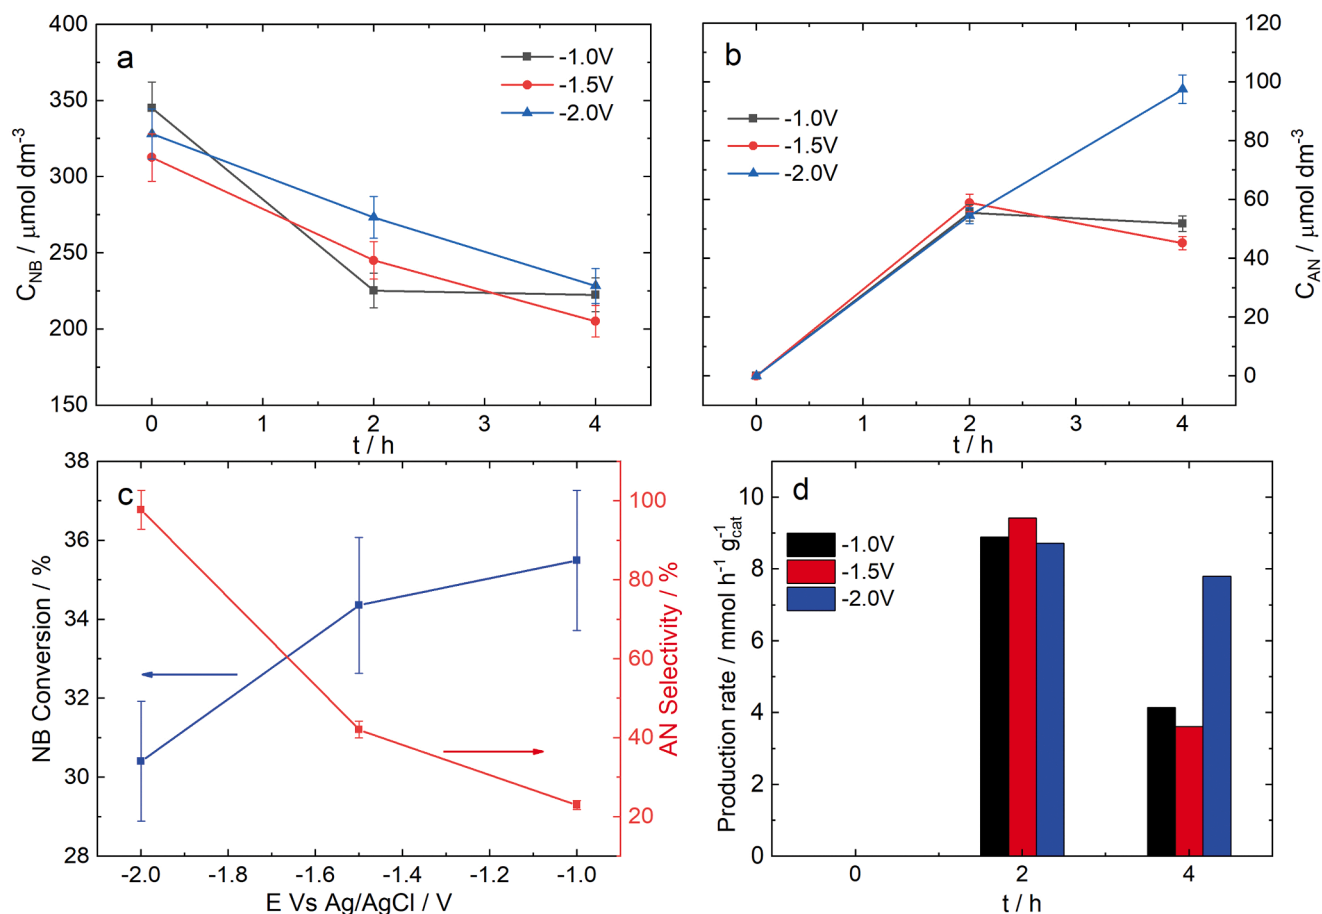 a
-1.0V
-1.5V
-2.0V
400
350
300
250
200
150
C_NB / μmol dm⁻³
0 1 2 3 4
t / h
b
-1.0V
-1.5V
-2.0V
120
100
80
60
40
20
0
C_AN / μmol dm⁻³
0 1 2 3 4
t / h
c
38
36
34
32
30
28
NB Conversion / %
100
80
60
40
20
AN Selectivity / %
-2.0 -1.8 -1.6 -1.4 -1.2 -1.0
E Vs Ag/AgCl / V
d
-1.0V
-1.5V
-2.0V
10
8
6
4
2
0
Production rate / mmol h⁻¹ g⁻¹_cat
0 2 4
t / h